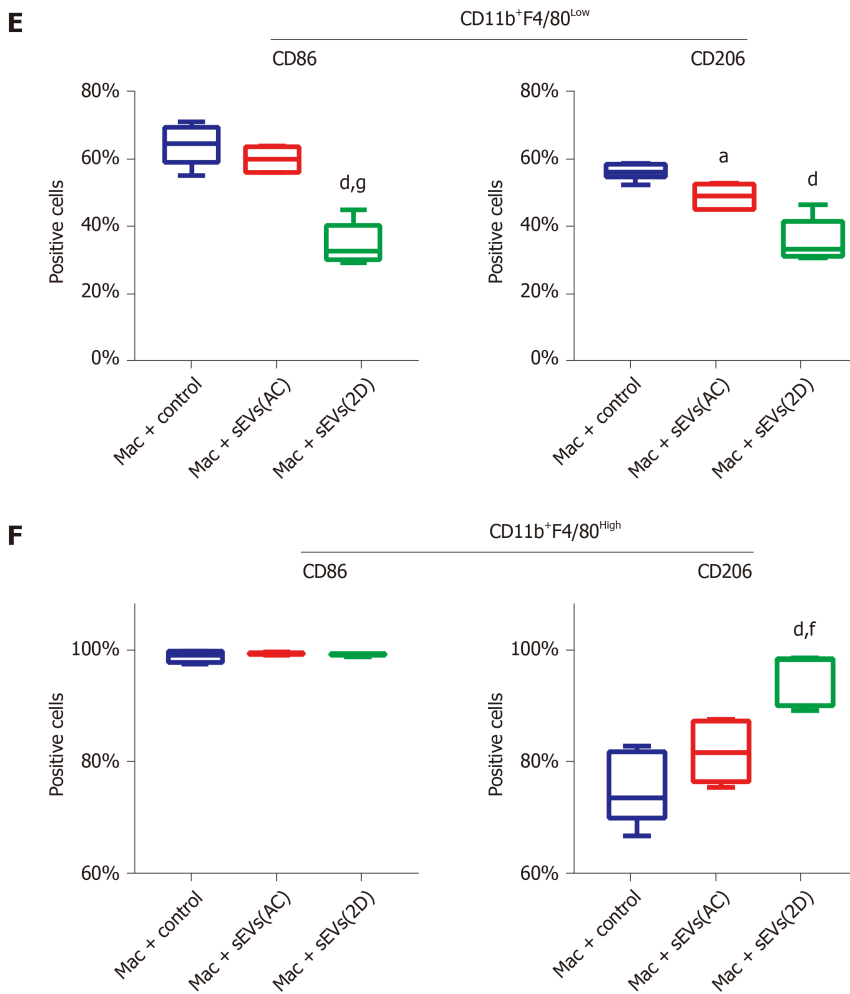 E
CD11b⁺F4/80ᴸᵒʷ
CD86
CD206
80%
60%
40%
20%
0%
Positive cells
d,g
Mac + control
Mac + sEVs(AC)
Mac + sEVs(2D)
80%
60%
40%
20%
0%
Positive cells
a
d
Mac + control
Mac + sEVs(AC)
Mac + sEVs(2D)
F
CD11b⁺F4/80ᴴⁱᵍʰ
CD86
CD206
100%
80%
60%
Positive cells
Mac + control
Mac + sEVs(AC)
Mac + sEVs(2D)
100%
80%
60%
Positive cells
d,f
Mac + control
Mac + sEVs(AC)
Mac + sEVs(2D)